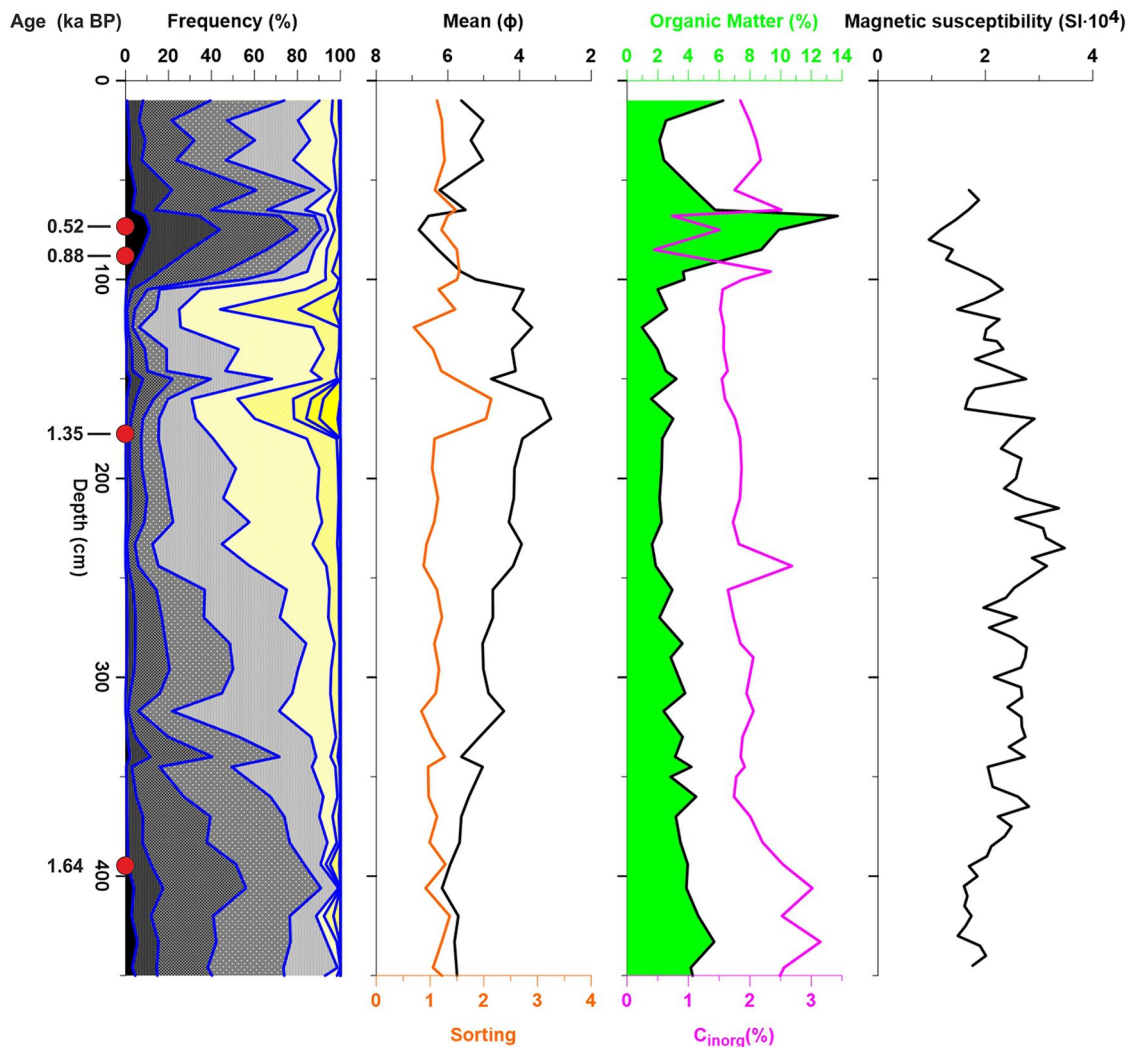 Age (ka BP) Frequency (%) Mean (ϕ) Organic Matter (%) Magnetic susceptibility (SI·10⁴)
0 20 40 60 80 100 8 6 4 2 0 2 4 6 8 10 12 14 0 2 4
0
0.52
0.88
100
1.35
200
Depth (cm)
300
1.64
400
0 1 2 3 4 0 1 2 3
Sorting C_inorg(%)